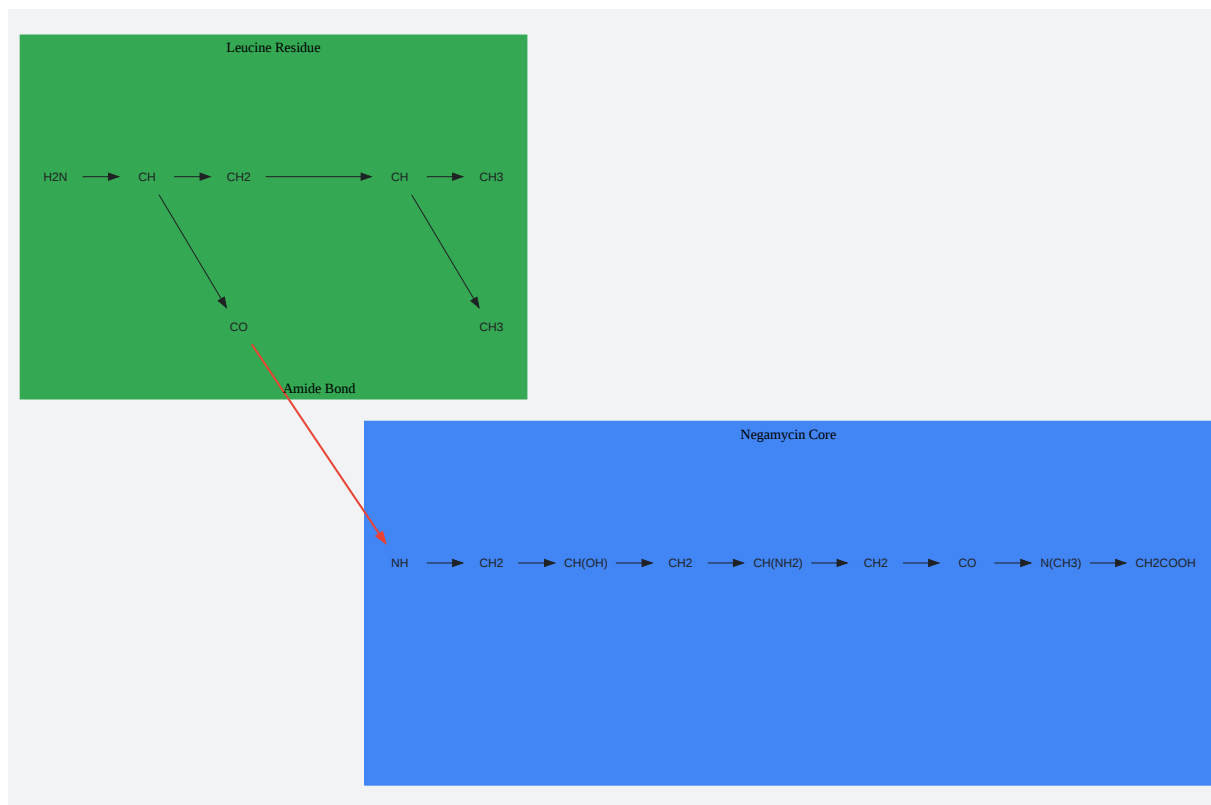 Leucine Residue
H2N CH CH2 CH CH3
CO CH3
Amide Bond
Negamycin Core
NH CH2 CH(OH) CH2 CH(NH2) CH2 CO N(CH3) CH2COOH